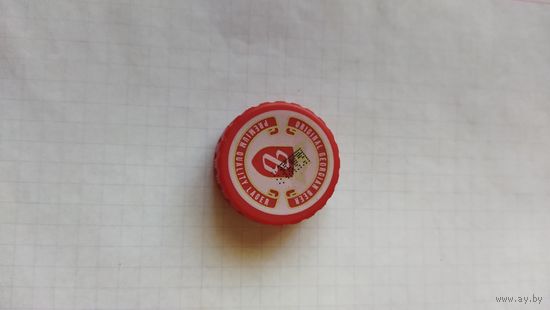 ORIGINAL GEORGIAN BEER
PREMIUM QUALITY LAGER
www.ay.by